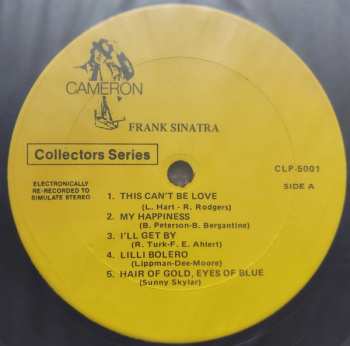 CAMERON
FRANK SINATRA
Collectors Series
CLP-5001
ELECTRONICALLY
RE-RECORDED TO
SIMULATE STEREO
SIDE A
1. THIS CAN'T BE LOVE
(L. Hart - R. Rodgers)
2. MY HAPPINESS
(B. Peterson-B. Bergantine)
3. I'LL GET BY
(R. Turk-F. E. Ahlert)
4. LILLI BOLERO
(Lippman-Dee-Moore)
5. HAIR OF GOLD, EYES OF BLUE
(Sunny Skylar)